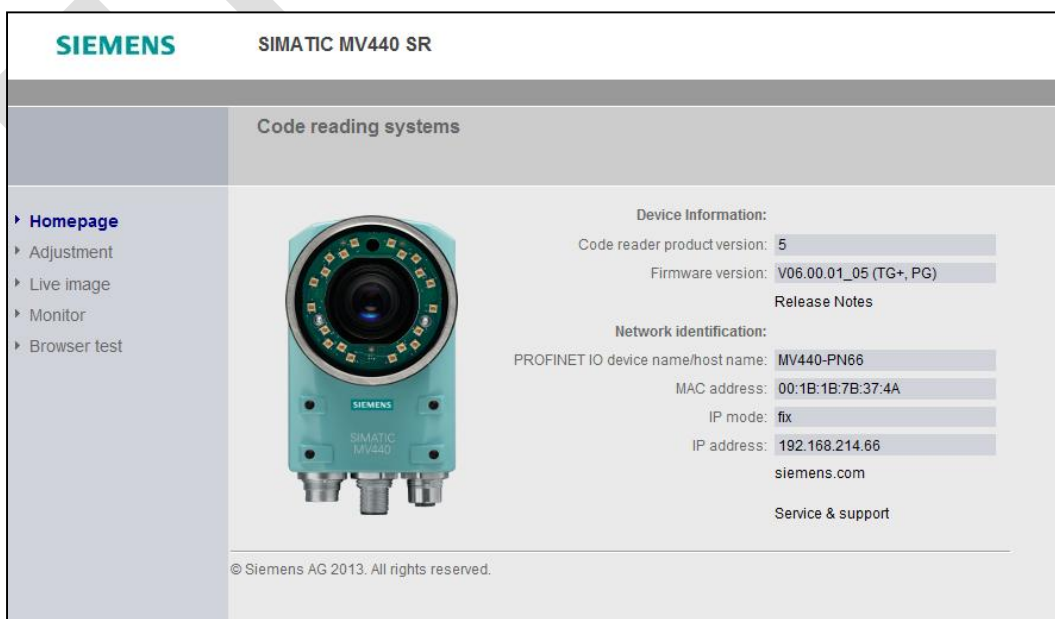 SIEMENS
SIMATIC MV440 SR
Code reading systems
Homepage
Adjustment
Live image
Monitor
Browser test
SIEMENS
SIMATIC
MV440
Device Information:
Code reader product version: 5
Firmware version: V06.00.01_05 (TG+, PG)
Release Notes
Network identification:
PROFINET IO device name/host name: MV440-PN66
MAC address: 00:1B:1B:7B:37:4A
IP mode: fix
IP address: 192.168.214.66
siemens.com
Service & support
© Siemens AG 2013. All rights reserved.